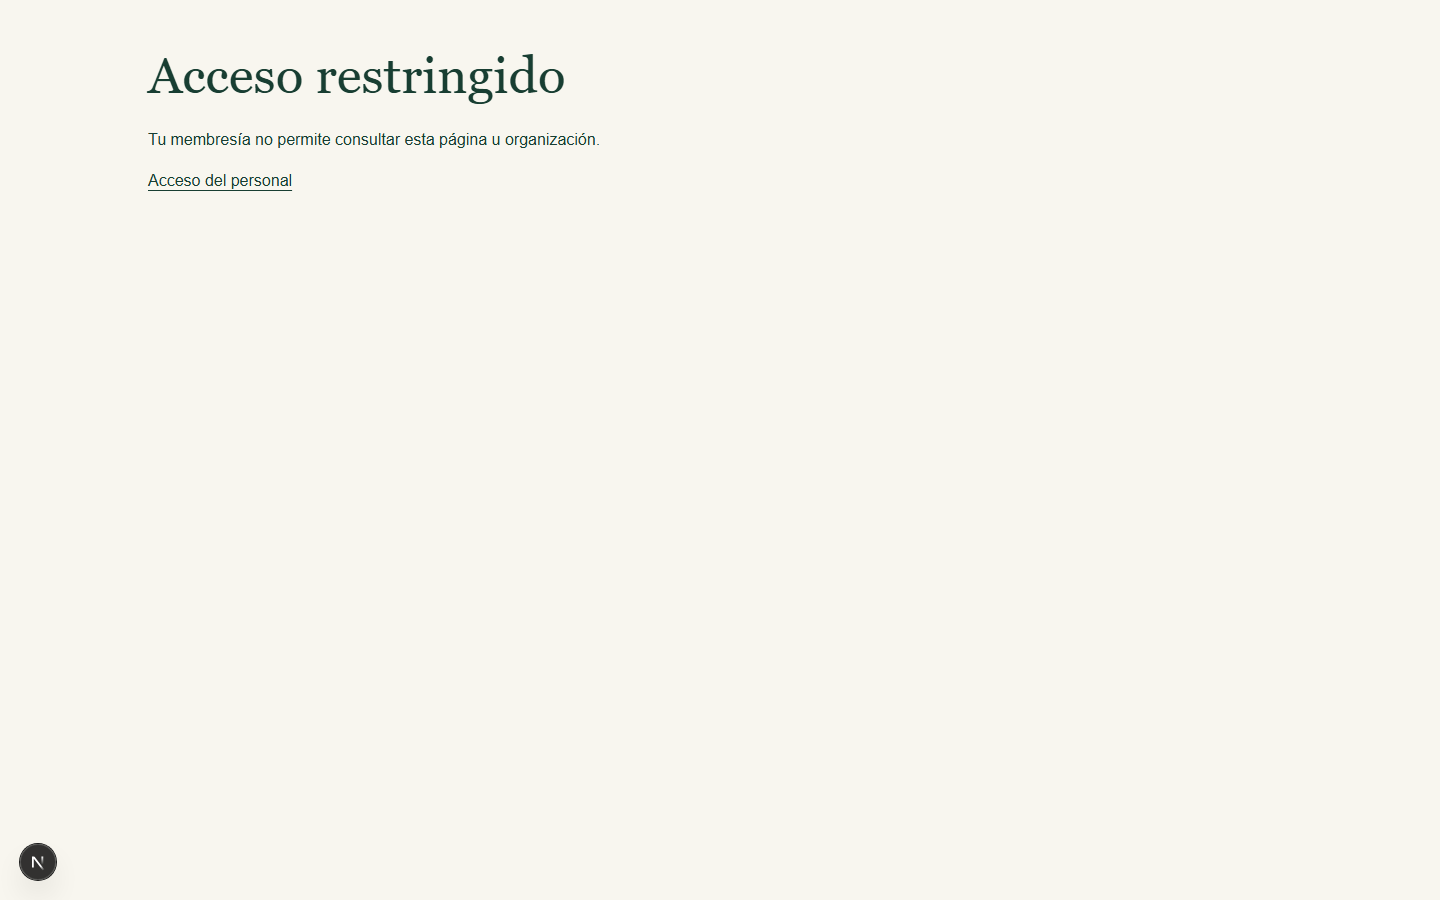 Acceso restringido
Tu membresía no permite consultar esta página u organización.
Acceso del personal
N